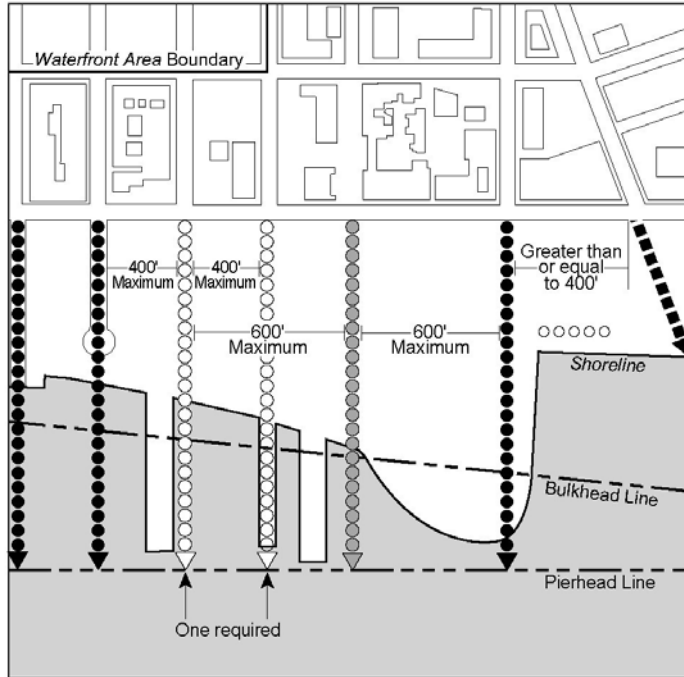 Waterfront Area Boundary
400'
Maximum
400'
Maximum
Greater than
or equal
to 400'
600'
Maximum
600'
Maximum
Shoreline
Bulkhead Line
Pierhead Line
One required